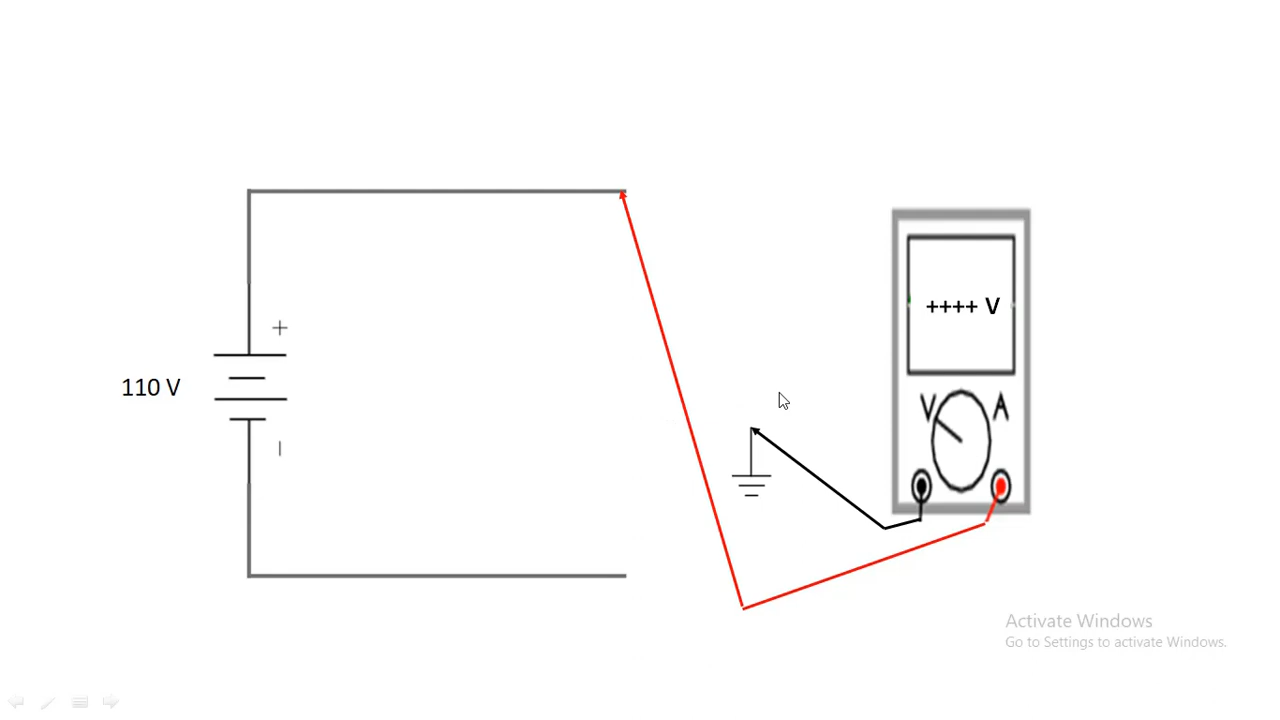 +
110 V
—
++++ V
V
A
Activate Windows
Go to Settings to activate Windows.